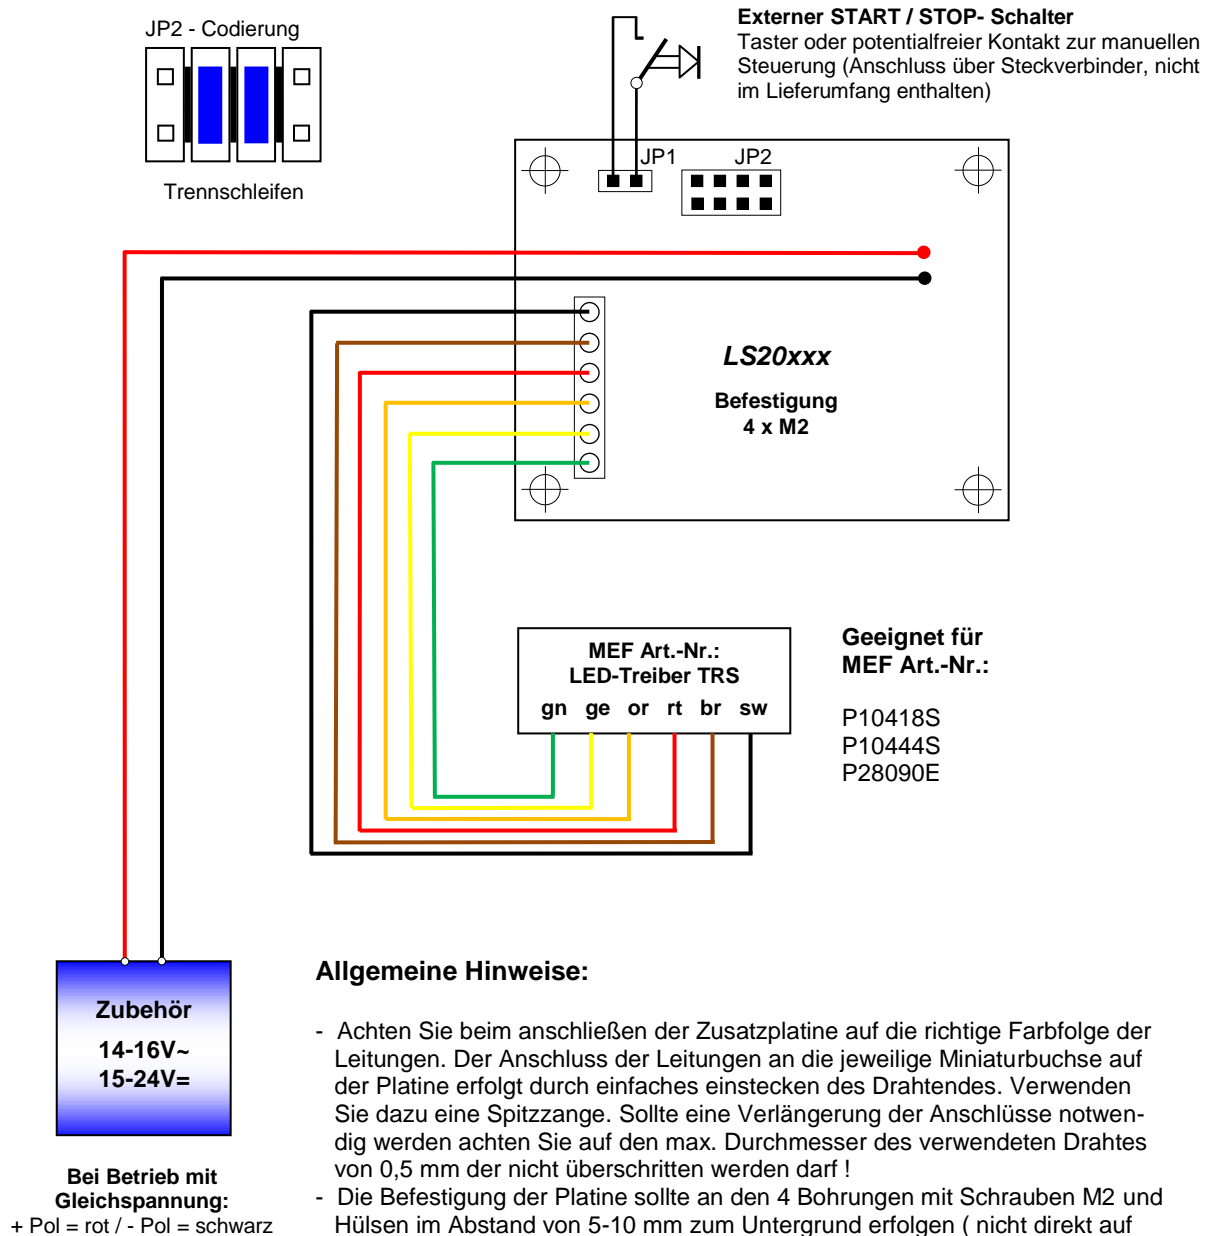 JP2 - Codierung
Trennschleifen
Externer START / STOP- Schalter
Taster oder potentialfreier Kontakt zur manuellen
Steuerung (Anschluss über Steckverbinder, nicht
im Lieferumfang enthalten)
JP1
JP2
LS20xxx
Befestigung
4 x M2
MEF Art.-Nr.:
LED-Treiber TRS
gn ge or rt br sw
Geeignet für
MEF Art.-Nr.:
P10418S
P10444S
P28090E
Zubehör
14-16V~
15-24V=
Bei Betrieb mit
Gleichspannung:
+ Pol = rot / - Pol = schwarz
Allgemeine Hinweise:
- Achten Sie beim anschließen der Zusatzplatine auf die richtige Farbfolge der
Leitungen. Der Anschluss der Leitungen an die jeweilige Miniaturbuchse auf
der Platine erfolgt durch einfaches einstecken des Drahtendes. Verwenden
Sie dazu eine Spitzzange. Sollte eine Verlängerung der Anschlüsse notwen-
dig werden achten Sie auf den max. Durchmesser des verwendeten Drahtes
von 0,5 mm der nicht überschritten werden darf !
- Die Befestigung der Platine sollte an den 4 Bohrungen mit Schrauben M2 und
Hülsen im Abstand von 5-10 mm zum Untergrund erfolgen ( nicht direkt auf